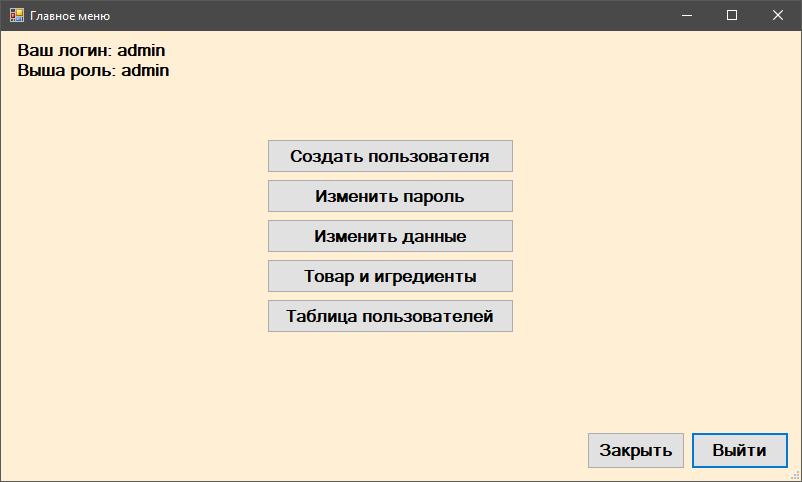 Главное меню
Ваш логин: admin
Выша роль: admin
Создать пользователя
Изменить пароль
Изменить данные
Товар и игредиенты
Таблица пользователей
Закрыть
Выйти